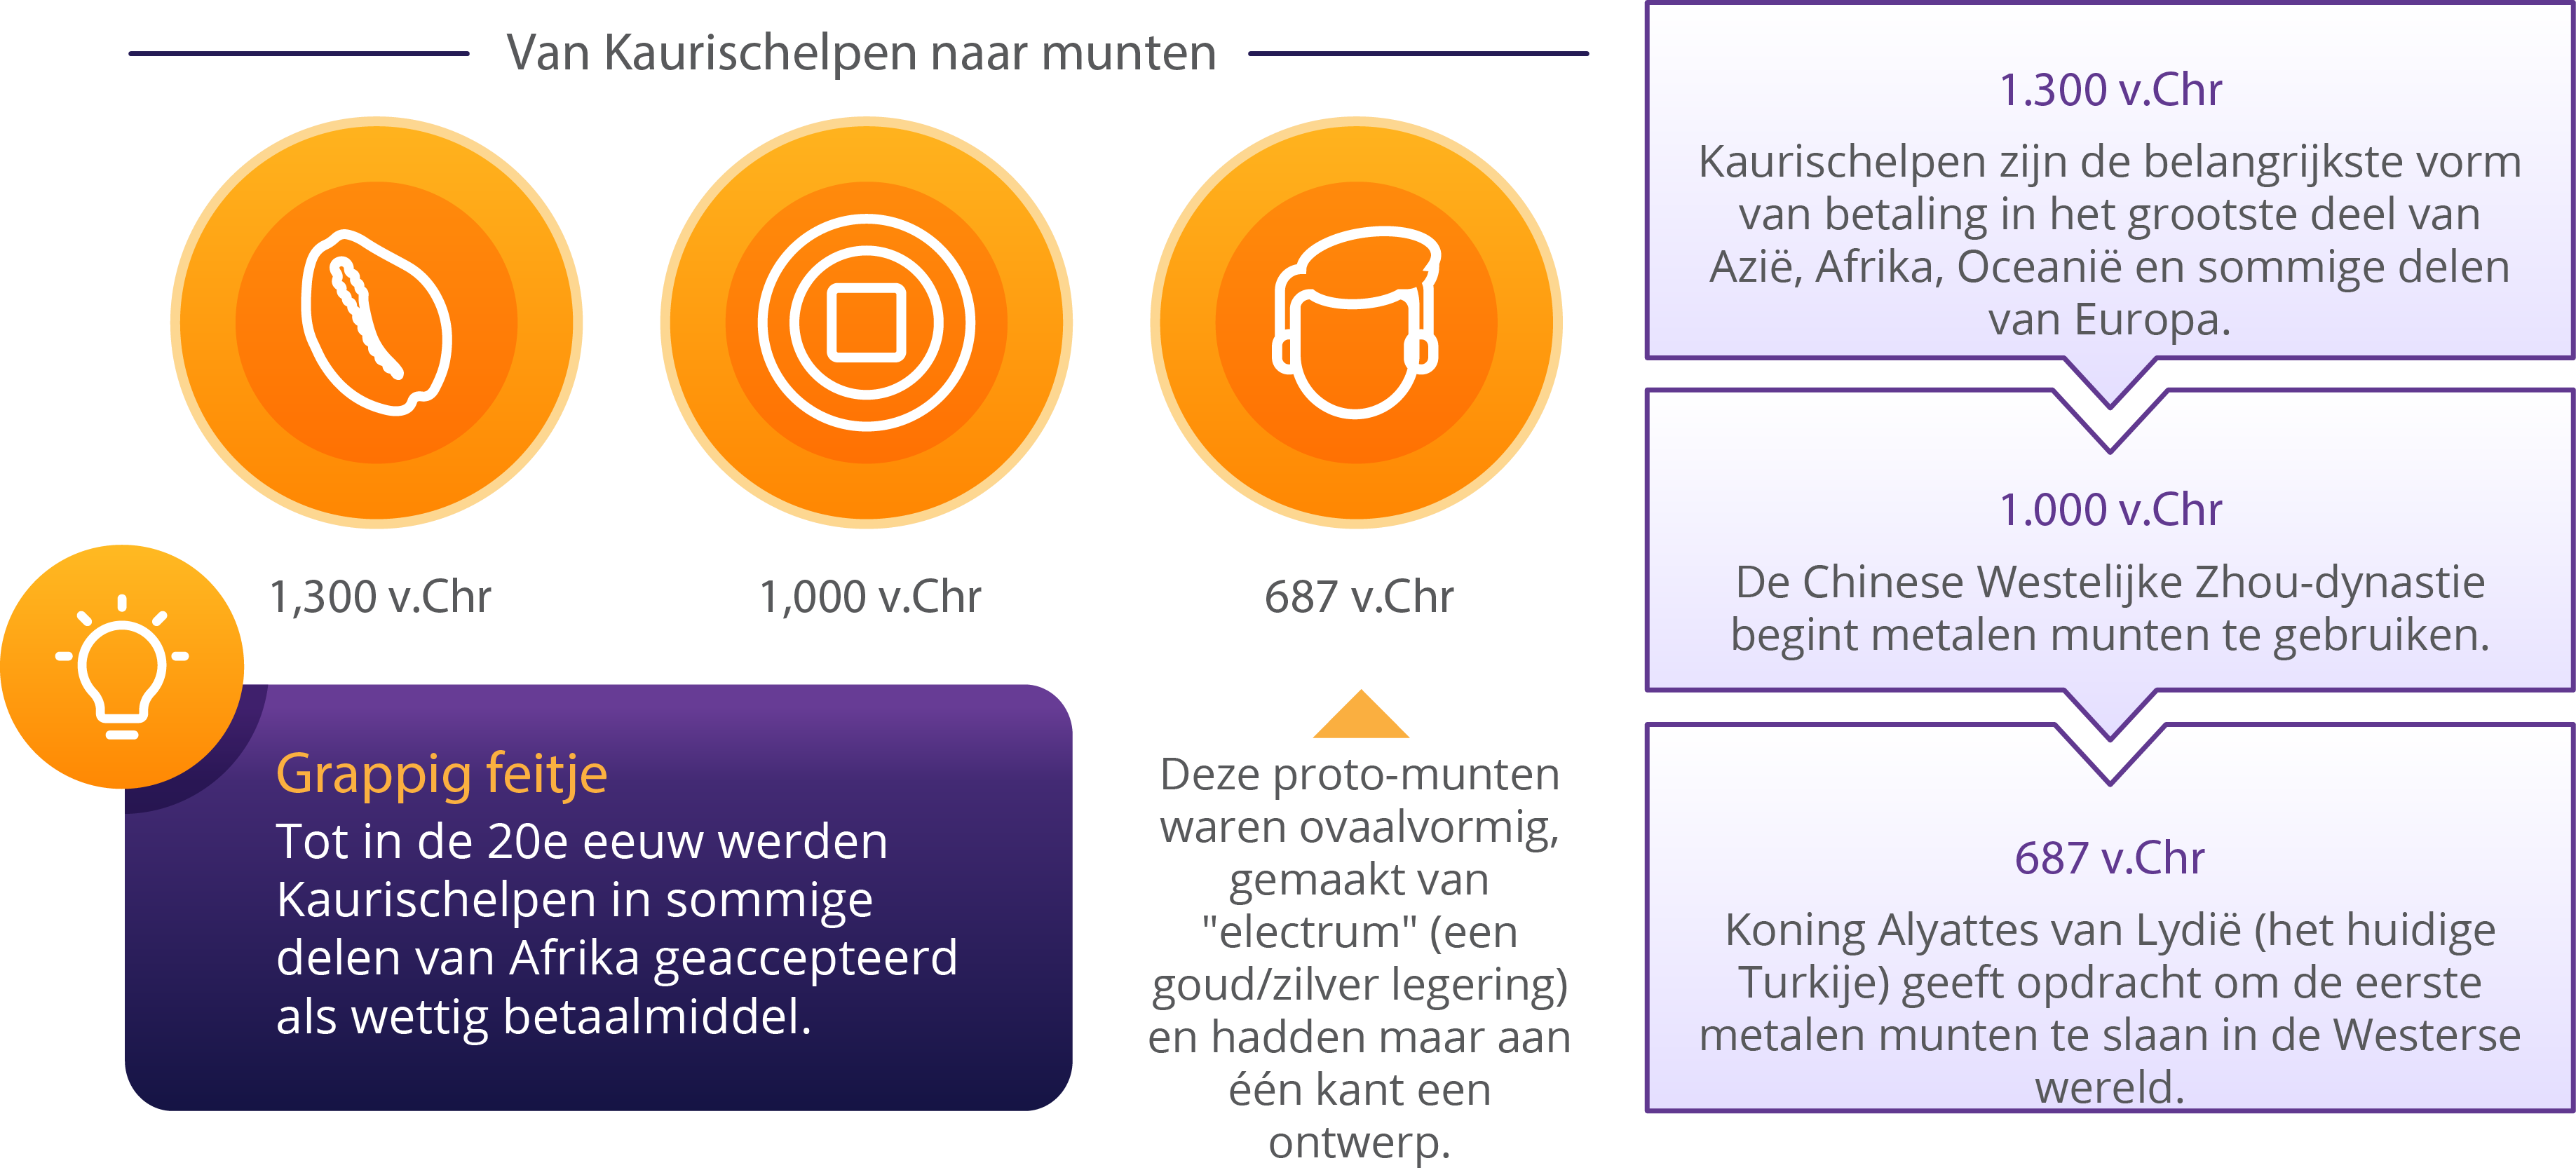 Van Kaurischelpen naar munten
1,300 v.Chr
1,000 v.Chr
687 v.Chr
Grappig feitje
Tot in de 20e eeuw werden
Kaurischelpen in sommige
delen van Afrika geaccepteerd
als wettig betaalmiddel.
Deze proto-munten
waren ovaalvormig,
gemaakt van
"electrum" (een
goud/zilver legering)
en hadden maar aan
één kant een
ontwerp.
1.300 v.Chr
Kaurischelpen zijn de belangrijkste vorm
van betaling in het grootste deel van
Azië, Afrika, Oceanië en sommige delen
van Europa.
1.000 v.Chr
De Chinese Westelijke Zhou-dynastie
begint metalen munten te gebruiken.
687 v.Chr
Koning Alyattes van Lydië (het huidige
Turkije) geeft opdracht om de eerste
metalen munten te slaan in de Westerse
wereld.